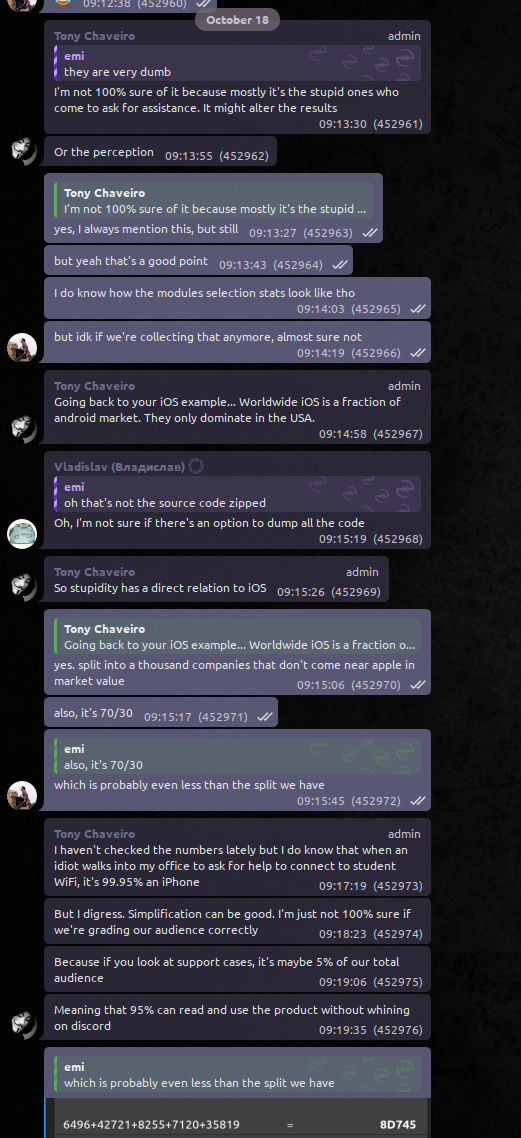 09:12:38 (452960)
October 18
Tony Chaveiro admin
emi
they are very dumb
I'm not 100% sure of it because mostly it's the stupid ones who
come to ask for assistance. It might alter the results
09:13:30 (452961)
Or the perception 09:13:55 (452962)
Tony Chaveiro
I'm not 100% sure of it because mostly it's the stupid ...
yes, I always mention this, but still 09:13:27 (452963)
but yeah that's a good point 09:13:43 (452964)
I do know how the modules selection stats look like tho
09:14:03 (452965)
but idk if we're collecting that anymore, almost sure not
09:14:19 (452966)
Tony Chaveiro admin
Going back to your iOS example... Worldwide iOS is a fraction of
android market. They only dominate in the USA.
09:14:58 (452967)
Vladislav (Владислав)
emi
oh that's not the source code zipped
Oh, I'm not sure if there's an option to dump all the code
09:15:19 (452968)
Tony Chaveiro admin
So stupidity has a direct relation to iOS 09:15:26 (452969)
Tony Chaveiro
Going back to your iOS example... Worldwide iOS is a fraction o...
yes. split into a thousand companies that don't come near apple in
market value 09:15:06 (452970)
also, it's 70/30 09:15:17 (452971)
emi
also, it's 70/30
which is probably even less than the split we have
09:15:45 (452972)
Tony Chaveiro admin
I haven't checked the numbers lately but I do know that when an
idiot walks into my office to ask for help to connect to student
WiFi, it's 99.95% an iPhone 09:17:19 (452973)
But I digress. Simplification can be good. I'm just not 100% sure if
we're grading our audience correctly 09:18:23 (452974)
Because if you look at support cases, it's maybe 5% of our total
audience 09:19:06 (452975)
Meaning that 95% can read and use the product without whining
on discord 09:19:35 (452976)
emi
which is probably even less than the split we have
6496+42721+8255+7120+35819 = 8D745